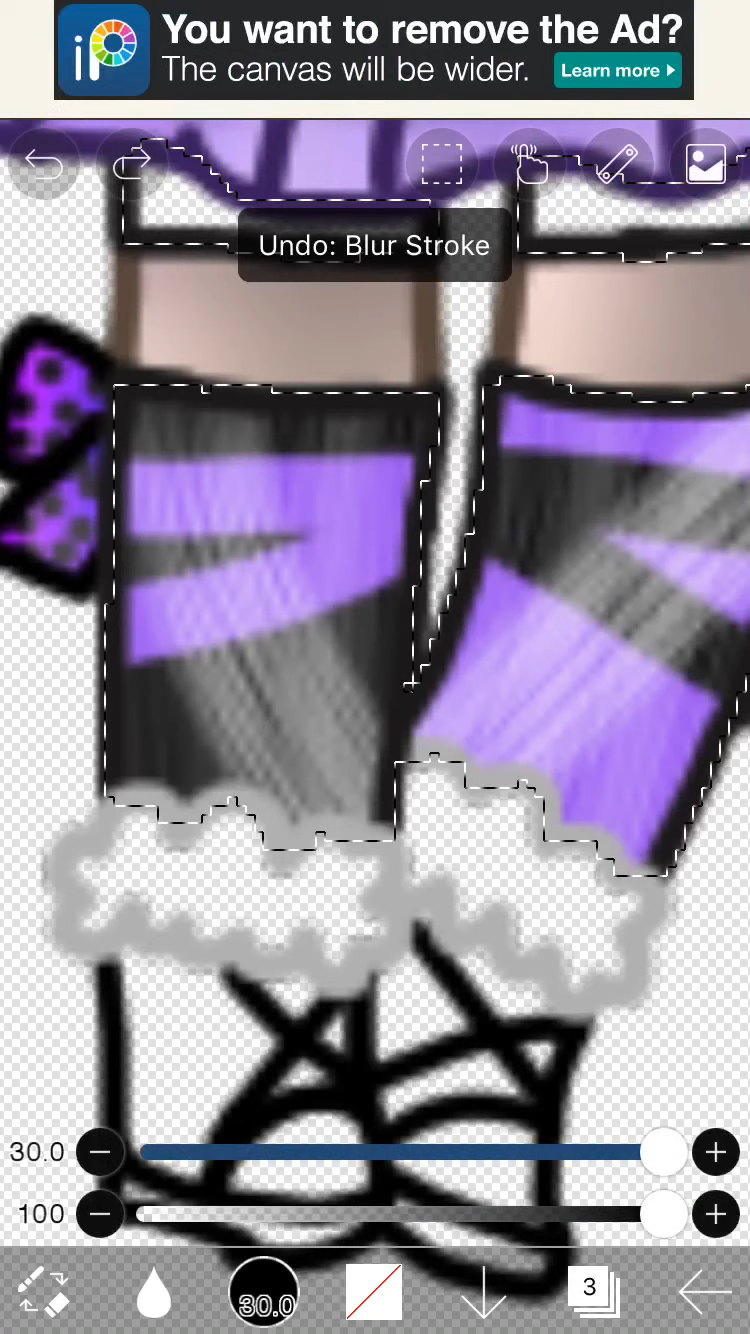 iP
You want to remove the Ad?
The canvas will be wider.
Learn more
Undo: Blur Stroke
30.0
100
30.0
3